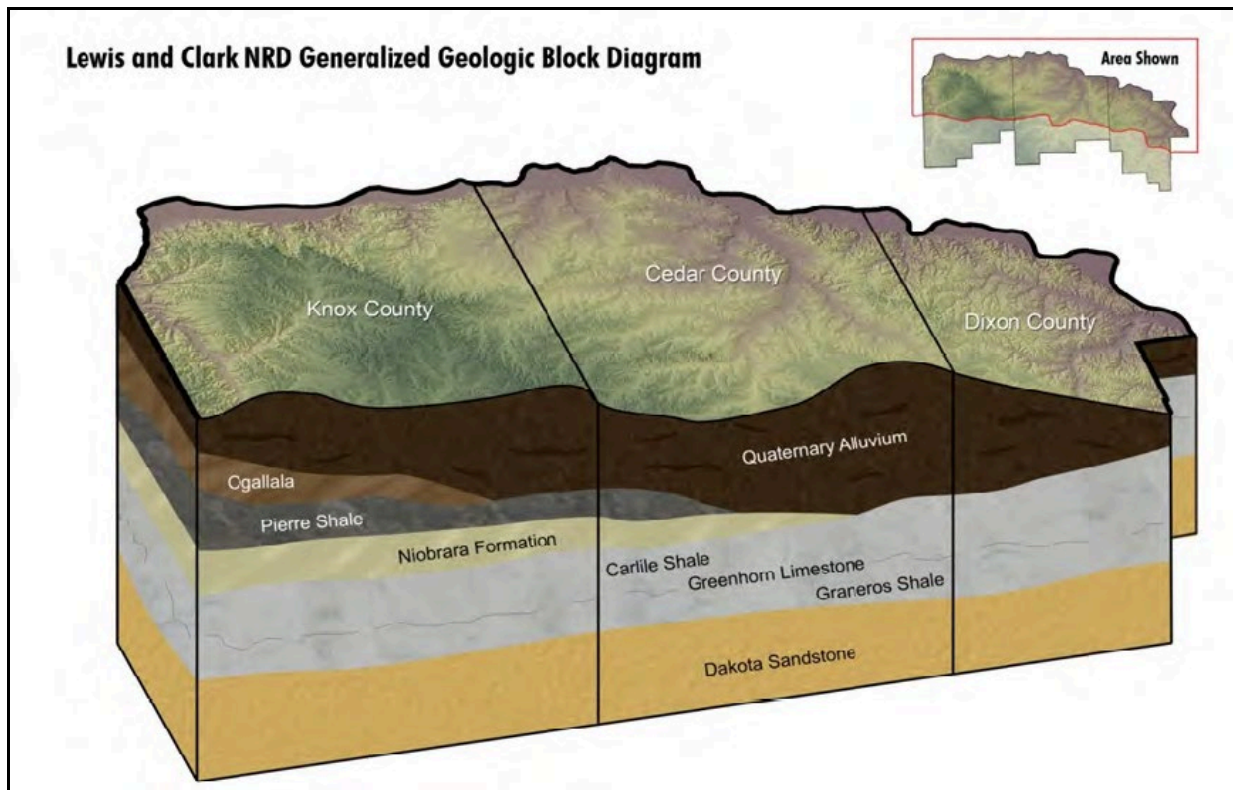 Lewis and Clark NRD Generalized Geologic Block Diagram
Area Shown
Knox County
Cedar County
Dixon County
Quaternary Alluvium
Ogallala
Pierre Shale
Niobrara Formation
Carlile Shale
Greenhorn Limestone
Graneros Shale
Dakota Sandstone